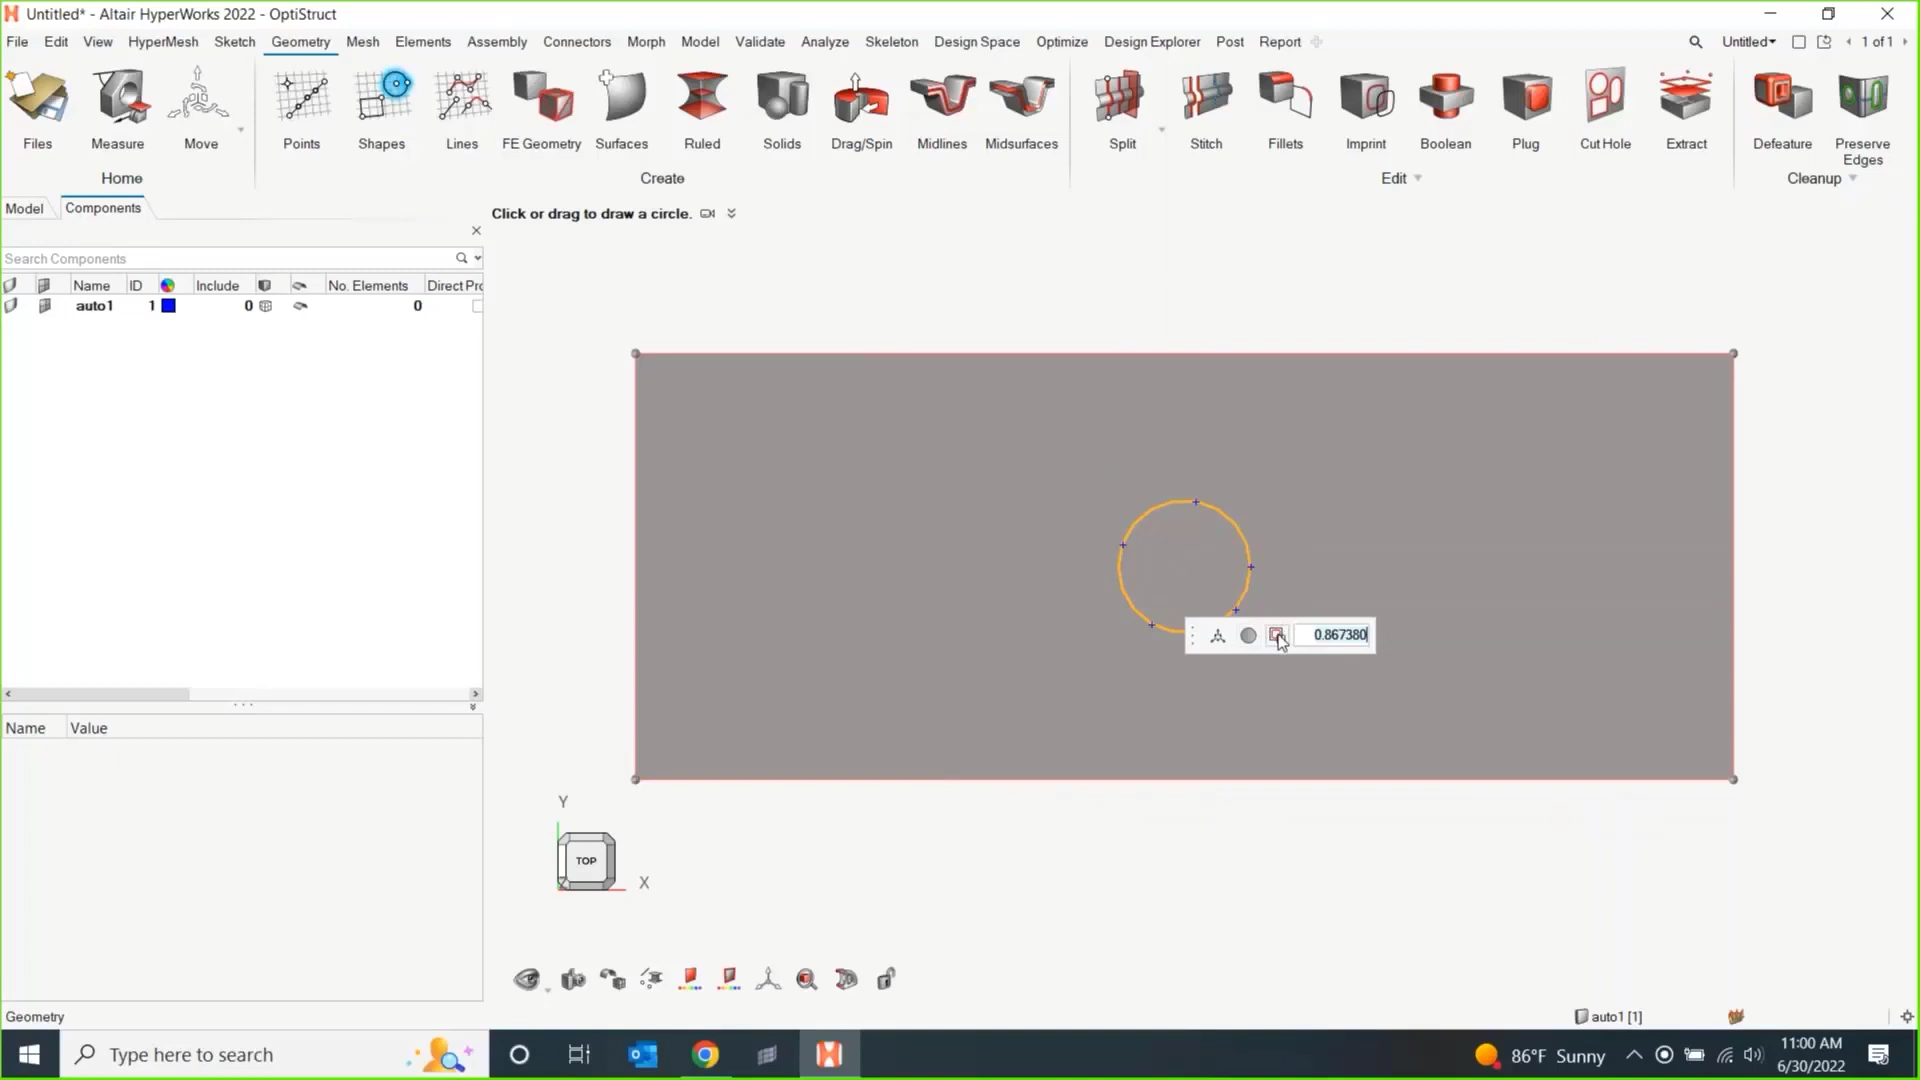 Untitled* - Altair HyperWorks 2022 - OptiStruct
File Edit View HyperMesh Sketch Geometry Mesh Elements Assembly Connectors Morph Model Validate Analyze Skeleton Design Space Optimize Design Explorer Post Report Untitled 1 of 1
Files Measure Move Points Shapes Lines FE Geometry Surfaces Ruled Solids Drag/Spin Midlines Midsurfaces Split Stitch Fillets Imprint Boolean Plug Cut Hole Extract Defeature Preserve Edges
Home Create Edit Cleanup
Model Components
Click or drag to draw a circle.
Search Components
Name ID Include No. Elements Direct Pro
auto1 1 0 0
0.867380
Name Value
Y
TOP
X
Geometry
auto1 [1]
Type here to search
86°F Sunny
11:00 AM
6/30/2022